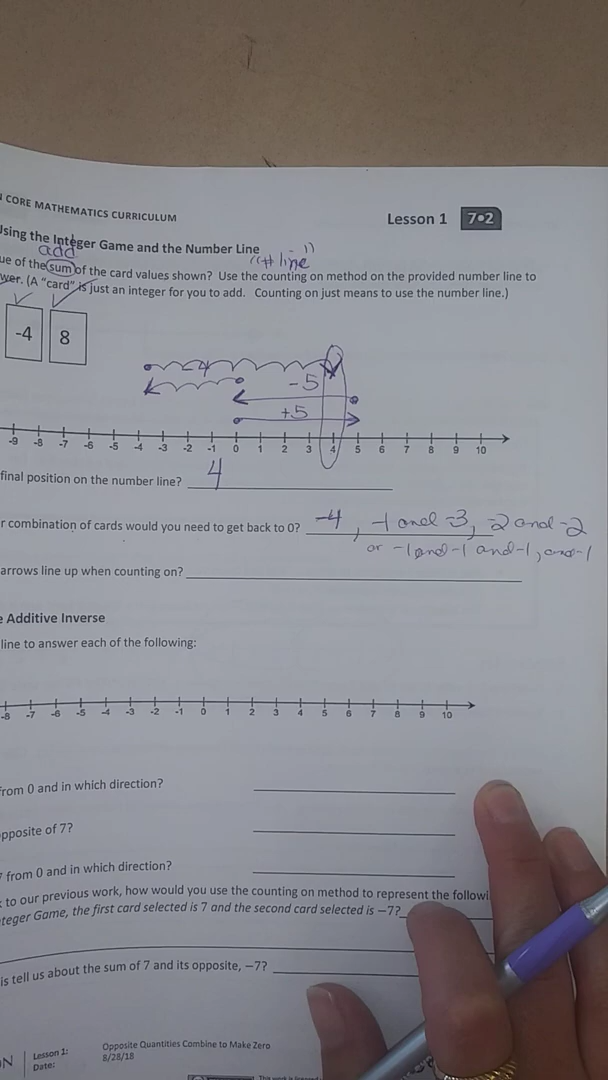 CORE MATHEMATICS CURRICULUM
Lesson 1 7•2
Using the Integer Game and the Number Line
add
"# line"
ue of the sum of the card values shown? Use the counting on method on the provided number line to
wer. (A "card" is just an integer for you to add. Counting on just means to use the number line.)
-4 8
-4
-5
+5
-9 -8 -7 -6 -5 -4 -3 -2 -1 0 1 2 3 4 5 6 7 8 9 10
final position on the number line? 4
r combination of cards would you need to get back to 0? -4, -1 and -3, -2 and -2
or -1 and -1 and -1, and -1
arrows line up when counting on?
e Additive Inverse
line to answer each of the following:
-8 -7 -6 -5 -4 -3 -2 -1 0 1 2 3 4 5 6 7 8 9 10
from 0 and in which direction?
pposite of 7?
from 0 and in which direction?
to our previous work, how would you use the counting on method to represent the followi
teger Game, the first card selected is 7 and the second card selected is −7?
is tell us about the sum of 7 and its opposite, −7?
N Lesson 1: Opposite Quantities Combine to Make Zero
Date: 8/28/18